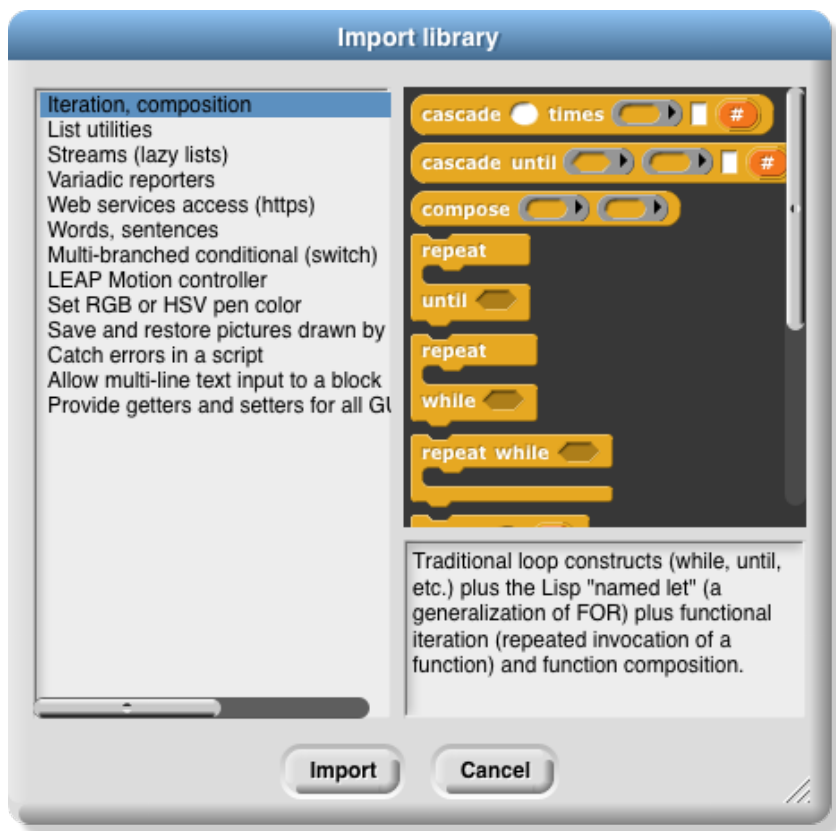 Import library
Iteration, composition
List utilities
Streams (lazy lists)
Variadic reporters
Web services access (https)
Words, sentences
Multi-branched conditional (switch)
LEAP Motion controller
Set RGB or HSV pen color
Save and restore pictures drawn by
Catch errors in a script
Allow multi-line text input to a block
Provide getters and setters for all
cascade times #
cascade until #
compose
repeat
until
repeat
while
repeat while
Traditional loop constructs (while, until,
etc.) plus the Lisp "named let" (a
generalization of FOR) plus functional
iteration (repeated invocation of a
function) and function composition.
Import Cancel